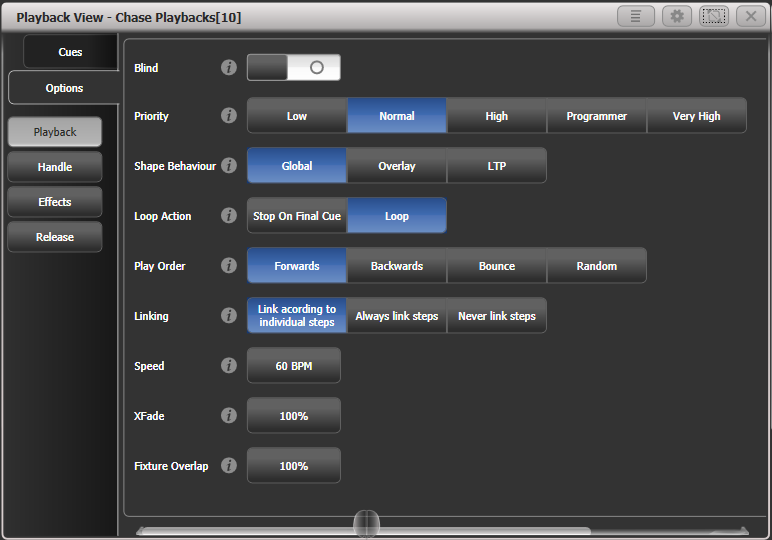 Playback View - Chase Playbacks[10]
Cues
Options
Playback
Handle
Effects
Release
Blind
Priority
Low
Normal
High
Programmer
Very High
Shape Behaviour
Global
Overlay
LTP
Loop Action
Stop On Final Cue
Loop
Play Order
Forwards
Backwards
Bounce
Random
Linking
Link acording to
individual steps
Always link steps
Never link steps
Speed
60 BPM
XFade
100%
Fixture Overlap
100%